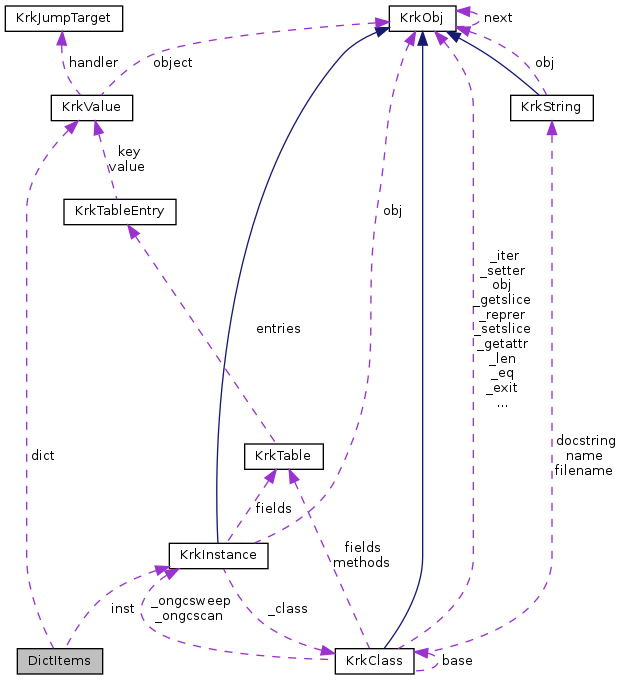 KrkJumpTarget
KrkObj
next
handler
object
obj
KrkValue
KrkString
key
value
KrkTableEntry
obj
_iter
_setter
obj
_getslice
_reprer
_setslice
_getattr
_len
_eq
_exit
...
entries
dict
KrkTable
docstring
name
filename
fields
KrkInstance
fields
methods
inst
_ongcsweep
_ongcscan
_class
DictItems
KrkClass
base